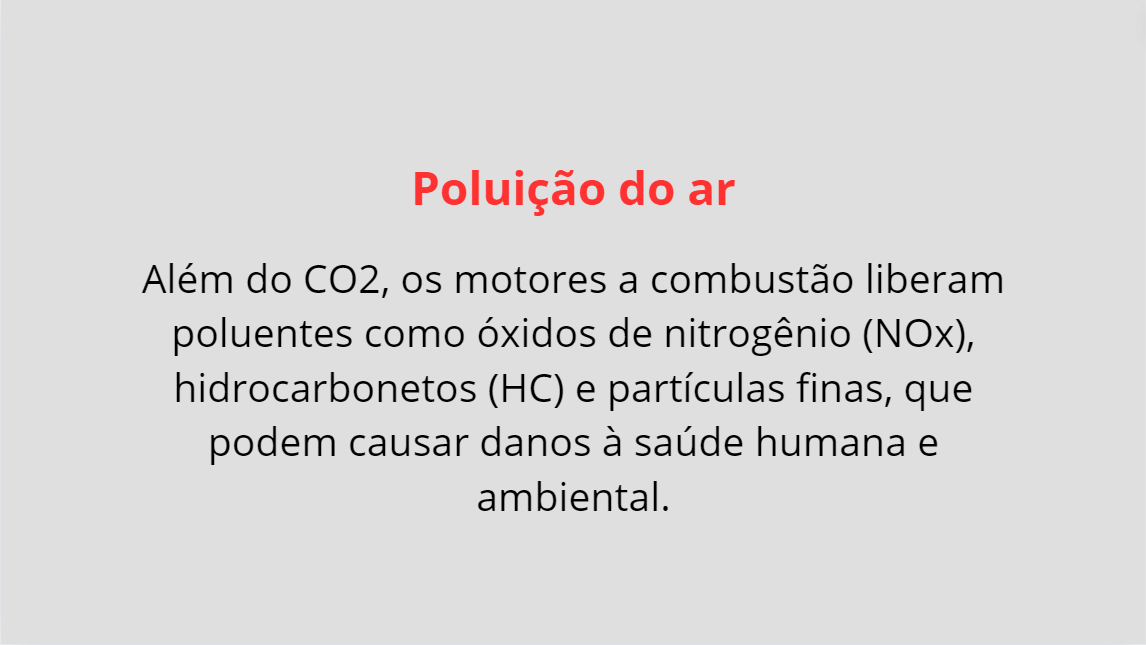 Poluição do ar
Além do CO2, os motores a combustão liberam
poluentes como óxidos de nitrogênio (NOx),
hidrocarbonetos (HC) e partículas finas, que
podem causar danos à saúde humana e
ambiental.